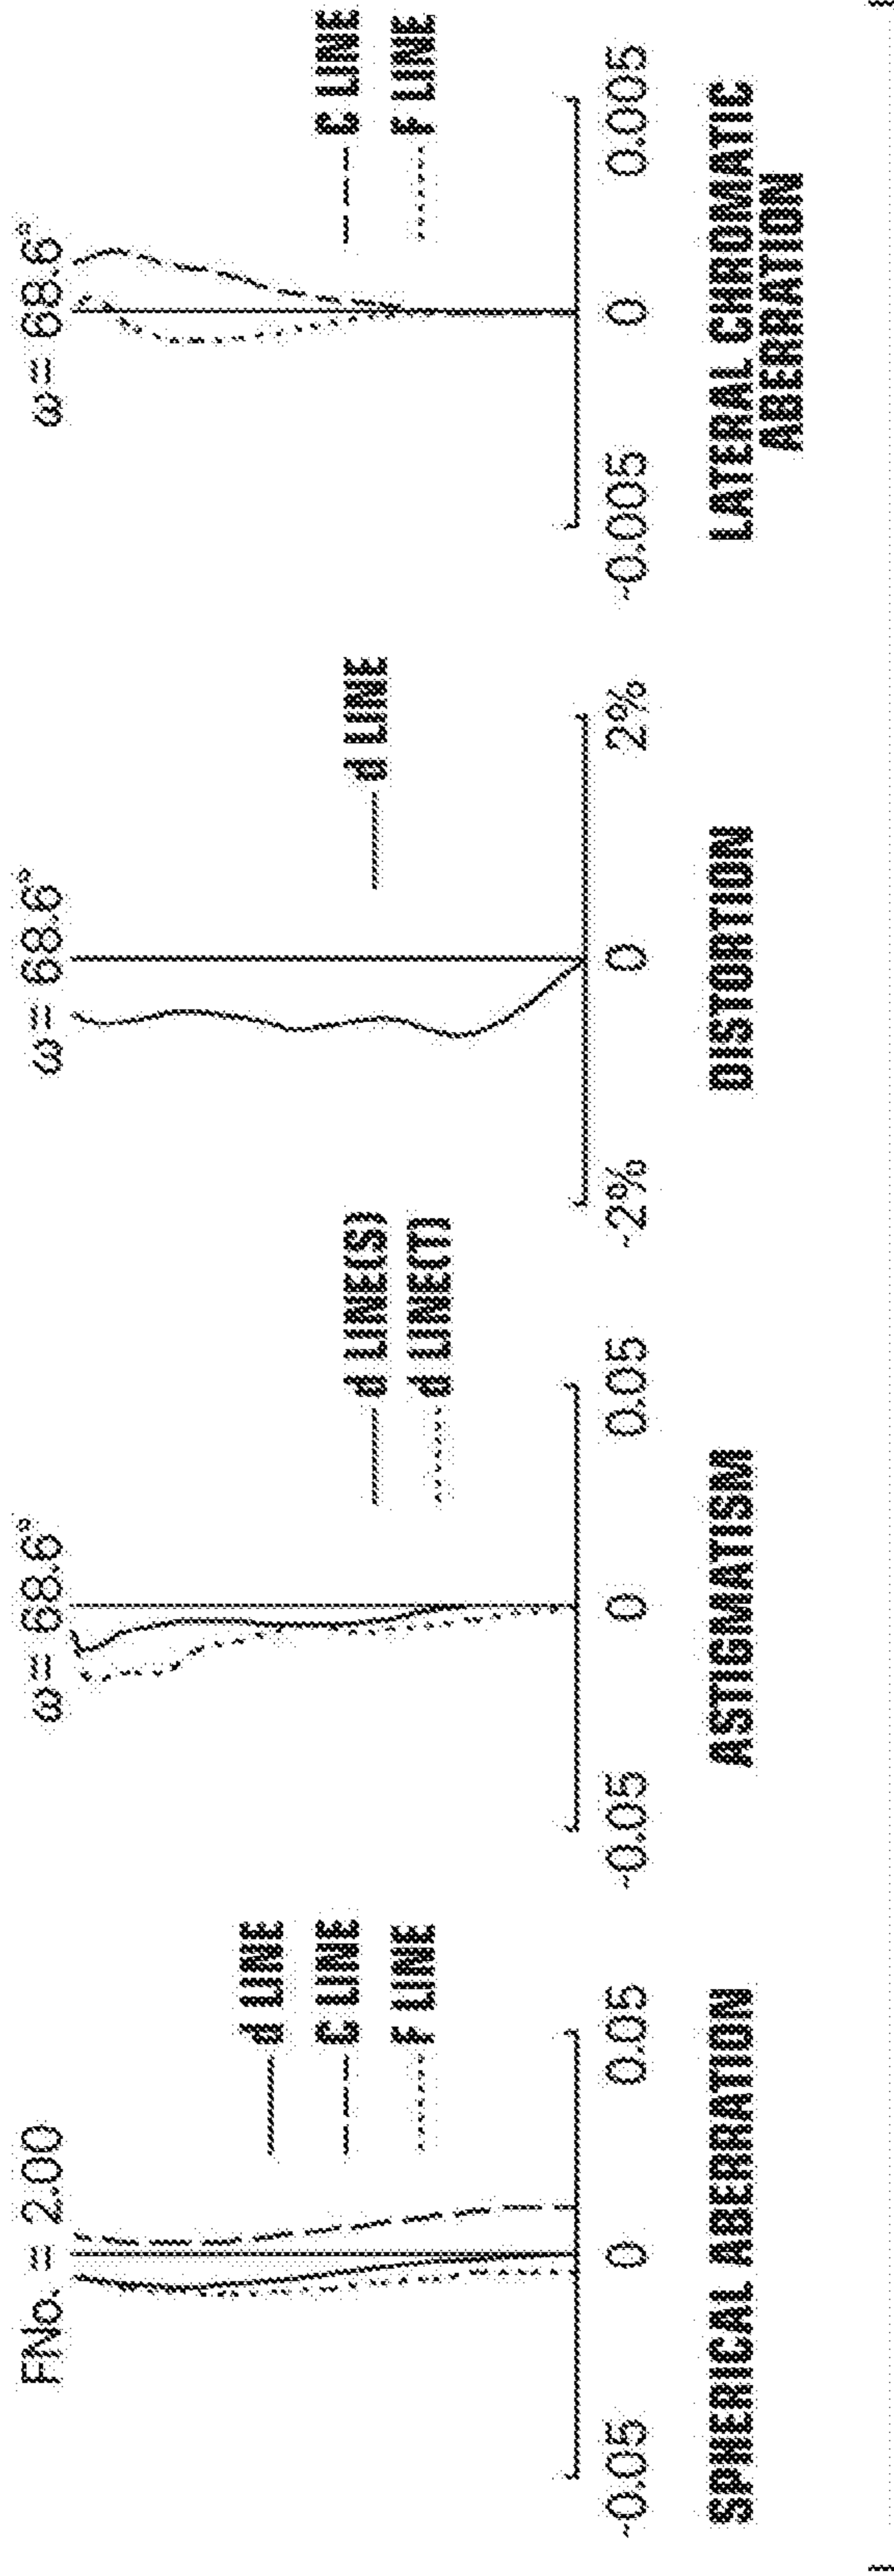 FNo. = 2.00
d LINE
C LINE
F LINE
-0.05
0
0.05
SPHERICAL ABERRATION
ω = 68.6°
d LINE(S)
d LINE(T)
-0.05
0
0.05
ASTIGMATISM
ω = 68.6°
d LINE
-2%
0
2%
DISTORTION
ω = 68.6°
C LINE
F LINE
-0.005
0
0.005
LATERAL CHROMATIC
ABERRATION